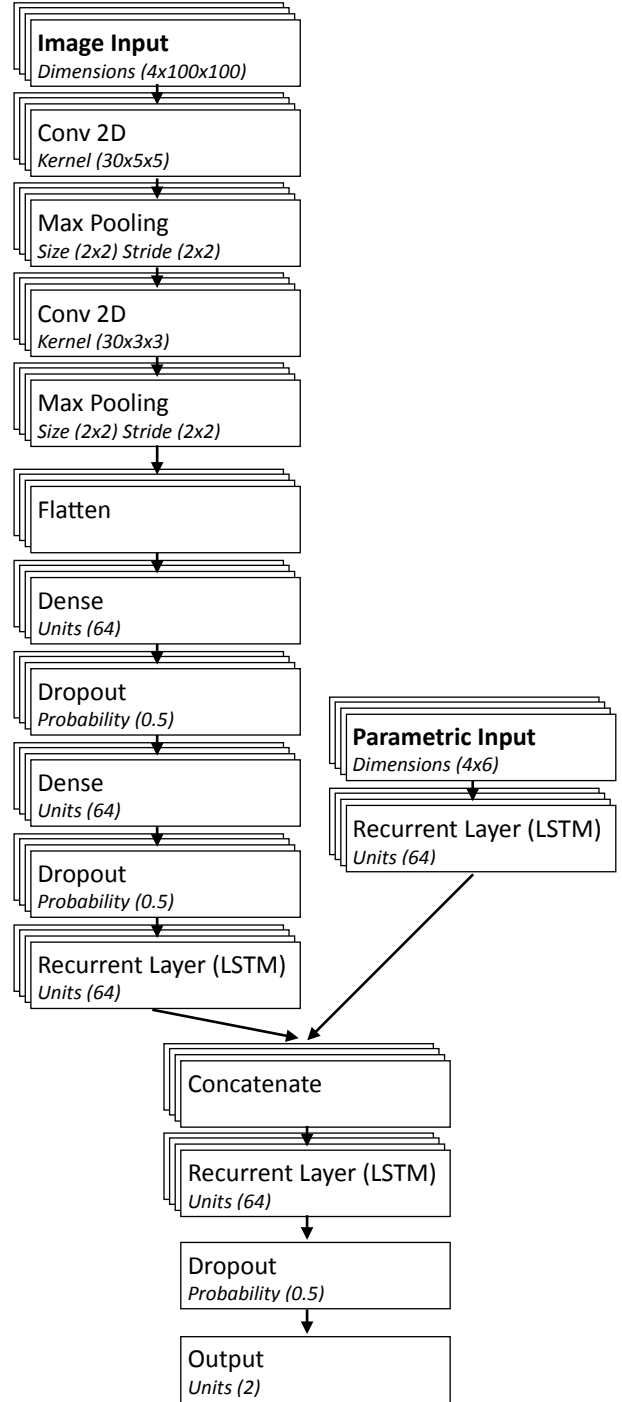 Image Input
Dimensions (4x100x100)
Conv 2D
Kernel (30x5x5)
Max Pooling
Size (2x2) Stride (2x2)
Conv 2D
Kernel (30x3x3)
Max Pooling
Size (2x2) Stride (2x2)
Flatten
Dense
Units (64)
Dropout
Probability (0.5)
Dense
Units (64)
Dropout
Probability (0.5)
Recurrent Layer (LSTM)
Units (64)
Parametric Input
Dimensions (4x6)
Recurrent Layer (LSTM)
Units (64)
Concatenate
Recurrent Layer (LSTM)
Units (64)
Dropout
Probability (0.5)
Output
Units (2)